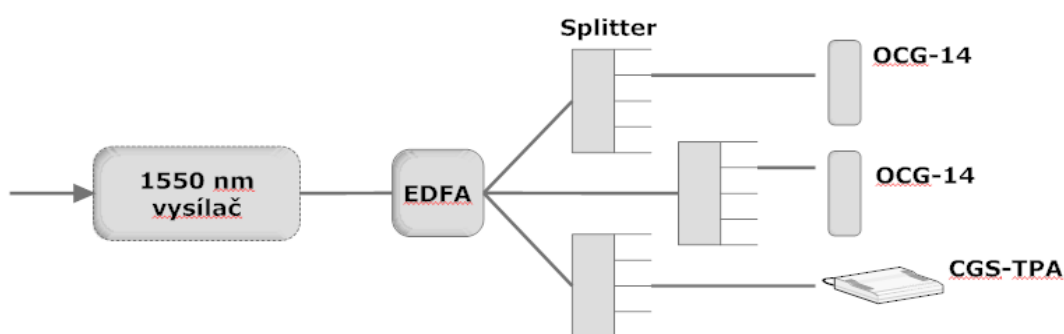 Splitter
OCG-14
1550 nm
vysílač
EDFA
OCG-14
CGS-TPA